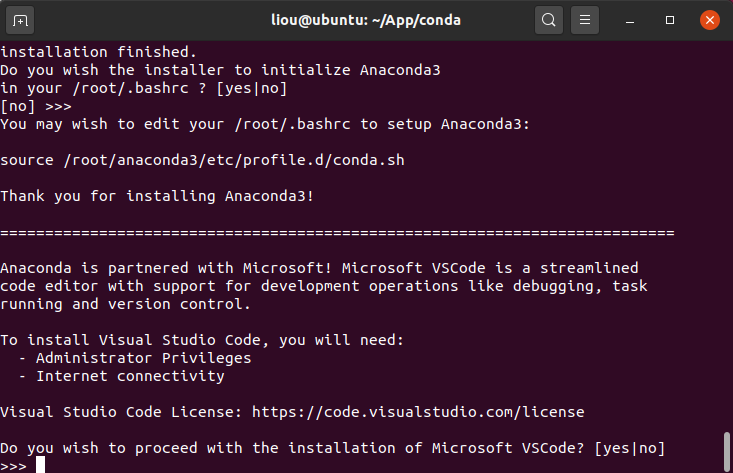 liou@ubuntu: ~/App/conda
installation finished.
Do you wish the installer to initialize Anaconda3
in your /root/.bashrc ? [yes|no]
[no] >>>
You may wish to edit your /root/.bashrc to setup Anaconda3:
source /root/anaconda3/etc/profile.d/conda.sh
Thank you for installing Anaconda3!
===========================================================================
Anaconda is partnered with Microsoft! Microsoft VSCode is a streamlined
code editor with support for development operations like debugging, task
running and version control.
To install Visual Studio Code, you will need:
- Administrator Privileges
- Internet connectivity
Visual Studio Code License: https://code.visualstudio.com/license
Do you wish to proceed with the installation of Microsoft VSCode? [yes|no]
>>>